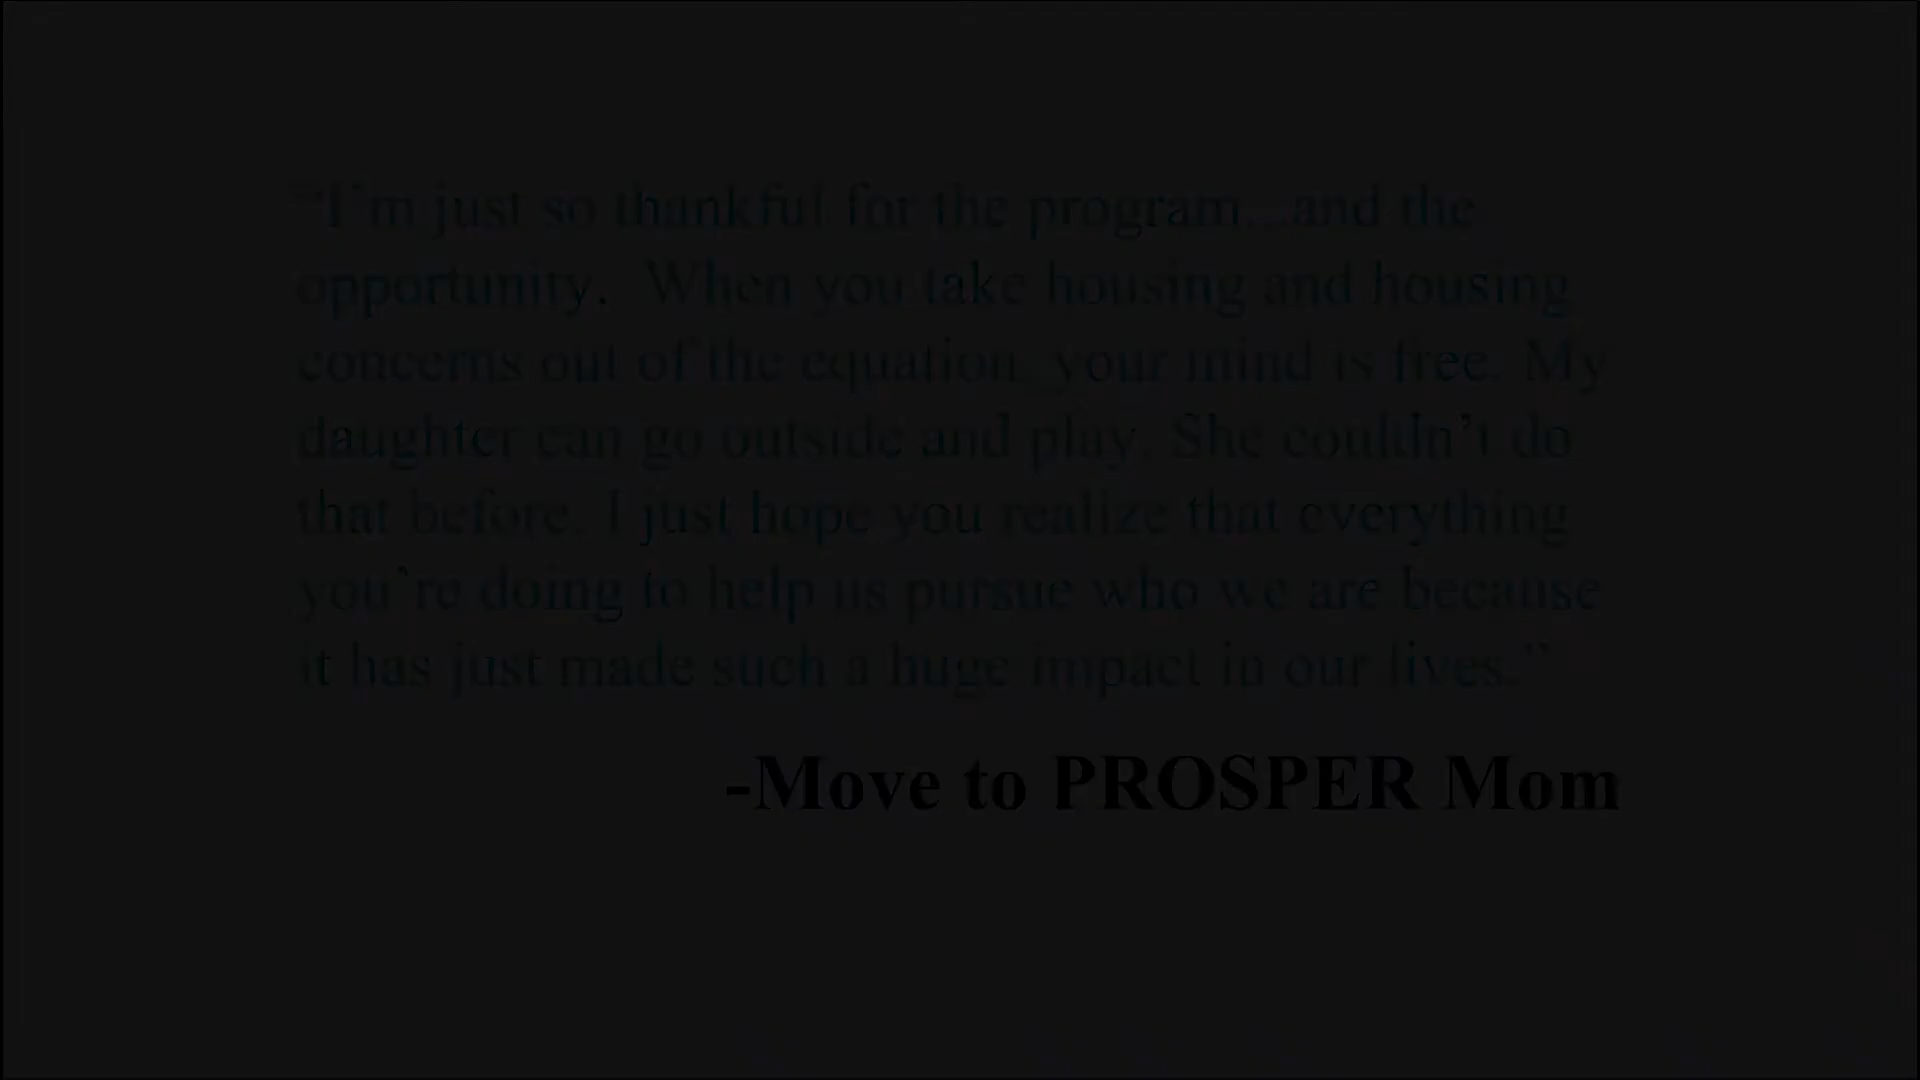 “I’m just so thankful for the program...and the
opportunity.  When you take housing and housing
concerns out of the equation, your mind is free. My
daughter can go outside and play. She couldn’t do
that before. I just hope you realize that everything
you’re doing to help us pursue who we are because
it has just made such a huge impact in our lives.”
-Move to PROSPER Mom